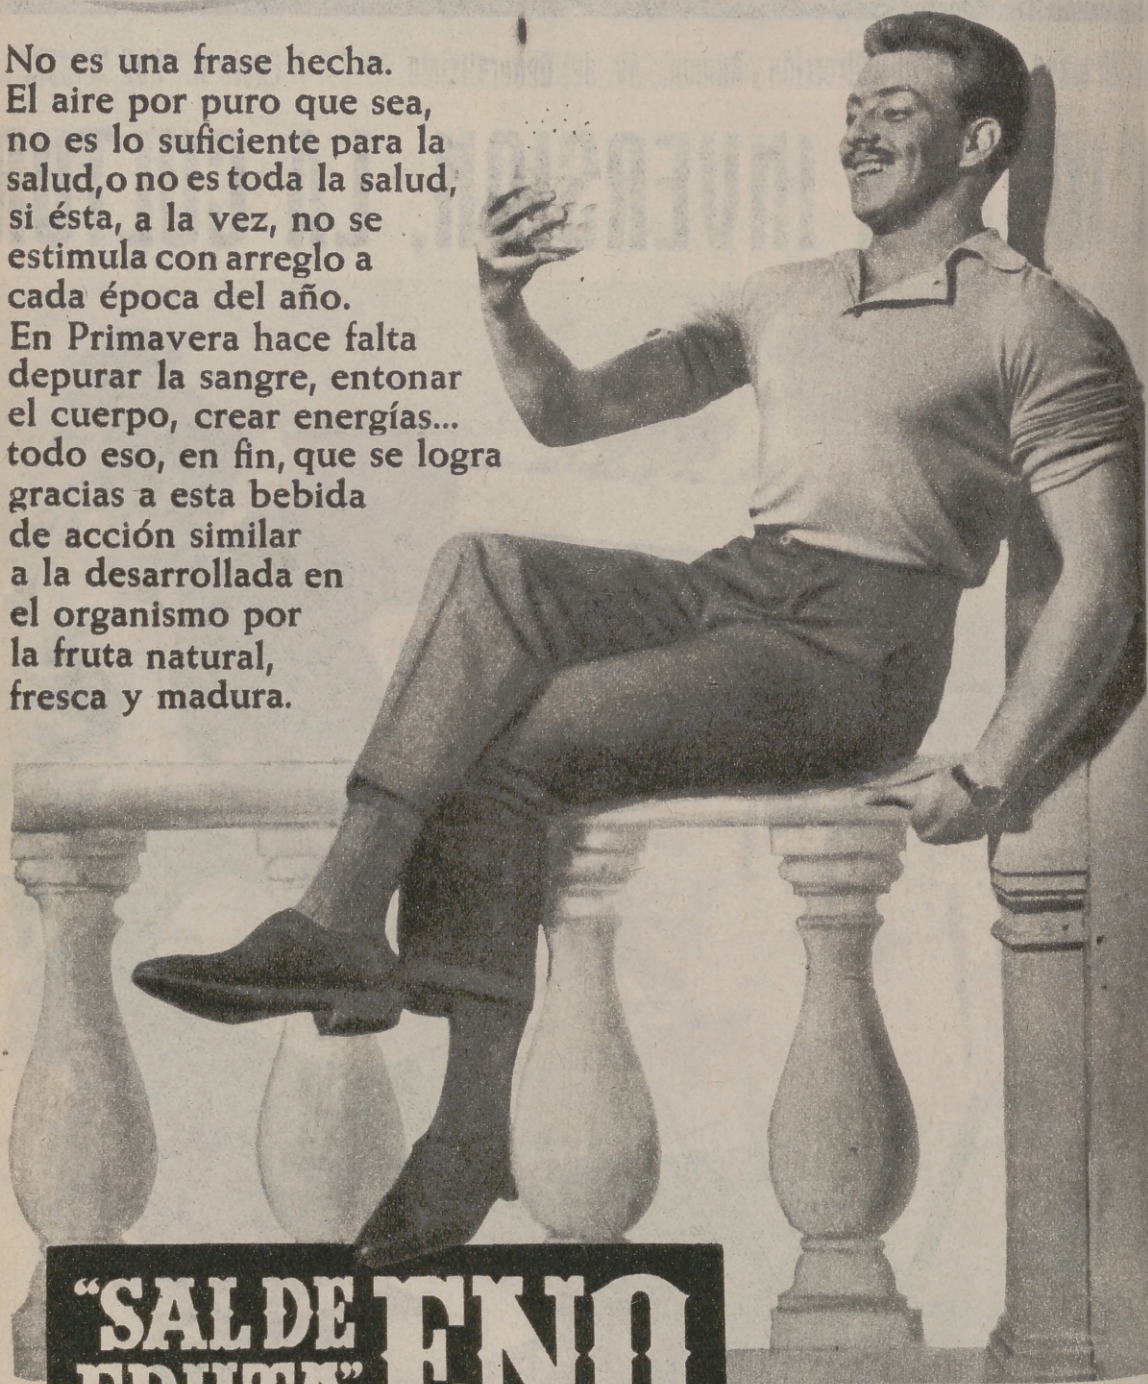 No es una frase hecha.
El aire por puro que sea,
no es lo suficiente para la
salud, o no es toda la salud,
si ésta, a la vez, no se
estimula con arreglo a
cada época del año.
En Primavera hace falta
depurar la sangre, entonar
el cuerpo, crear energías...
todo eso, en fin, que se logra
gracias a esta bebida
de acción similar
a la desarrollada en
el organismo por
la fruta natural,
fresca y madura.
"SAL DE
FRUTA" ENO